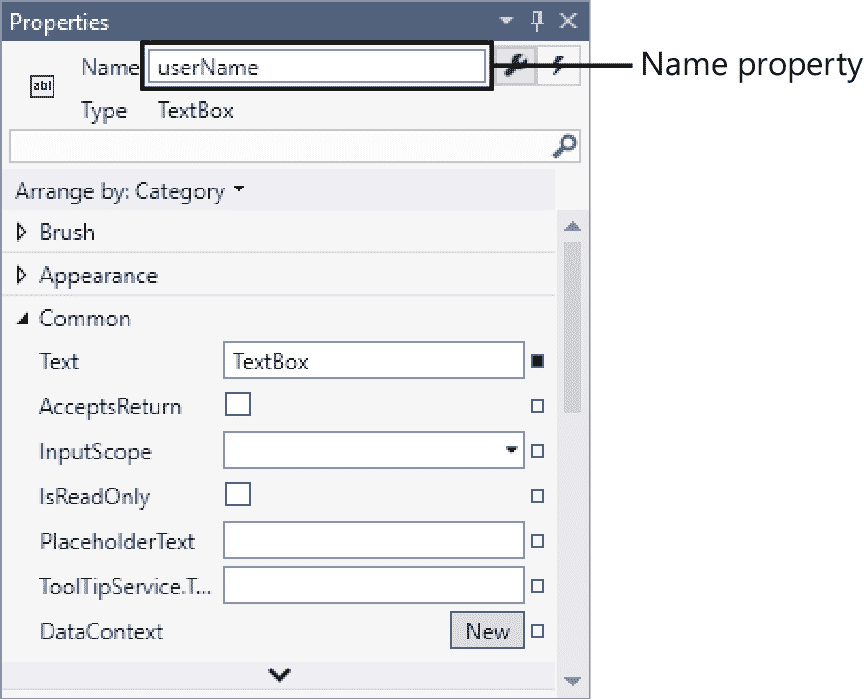 Properties
Name userName Name property
abl
Type TextBox
Arrange by: Category
Brush
Appearance
Common
Text TextBox
AcceptsReturn
InputScope
IsReadOnly
PlaceholderText
ToolTipService.T...
DataContext New